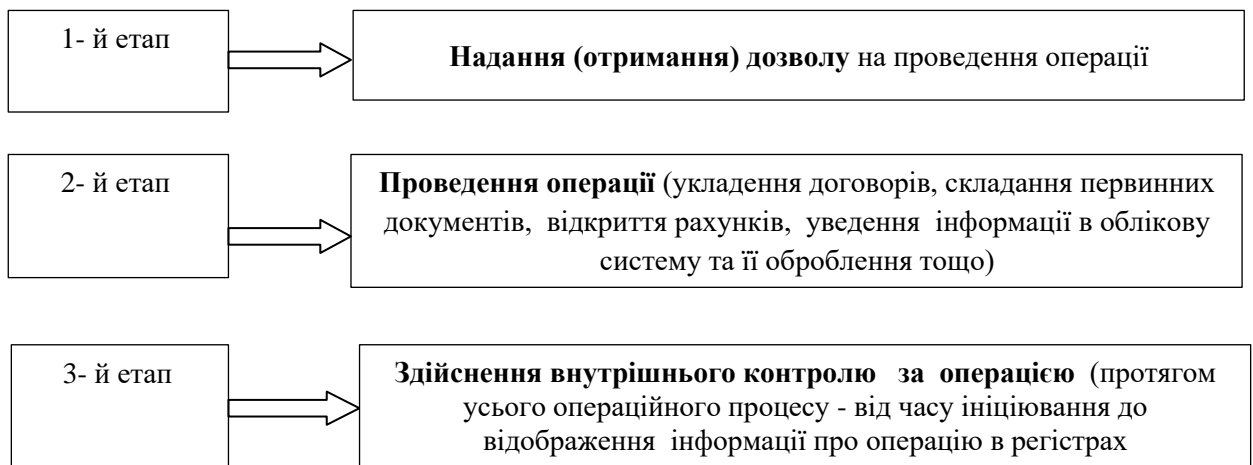 1- й етап
Надання (отримання) дозволу на проведення операції
2- й етап
Проведення операції (укладення договорів, складання первинних
документів, відкриття рахунків, уведення інформації в облікову
систему та її оброблення тощо)
3- й етап
Здійснення внутрішнього контролю за операцією (протягом
усього операційного процесу - від часу ініціювання до
відображення інформації про операцію в регістрах